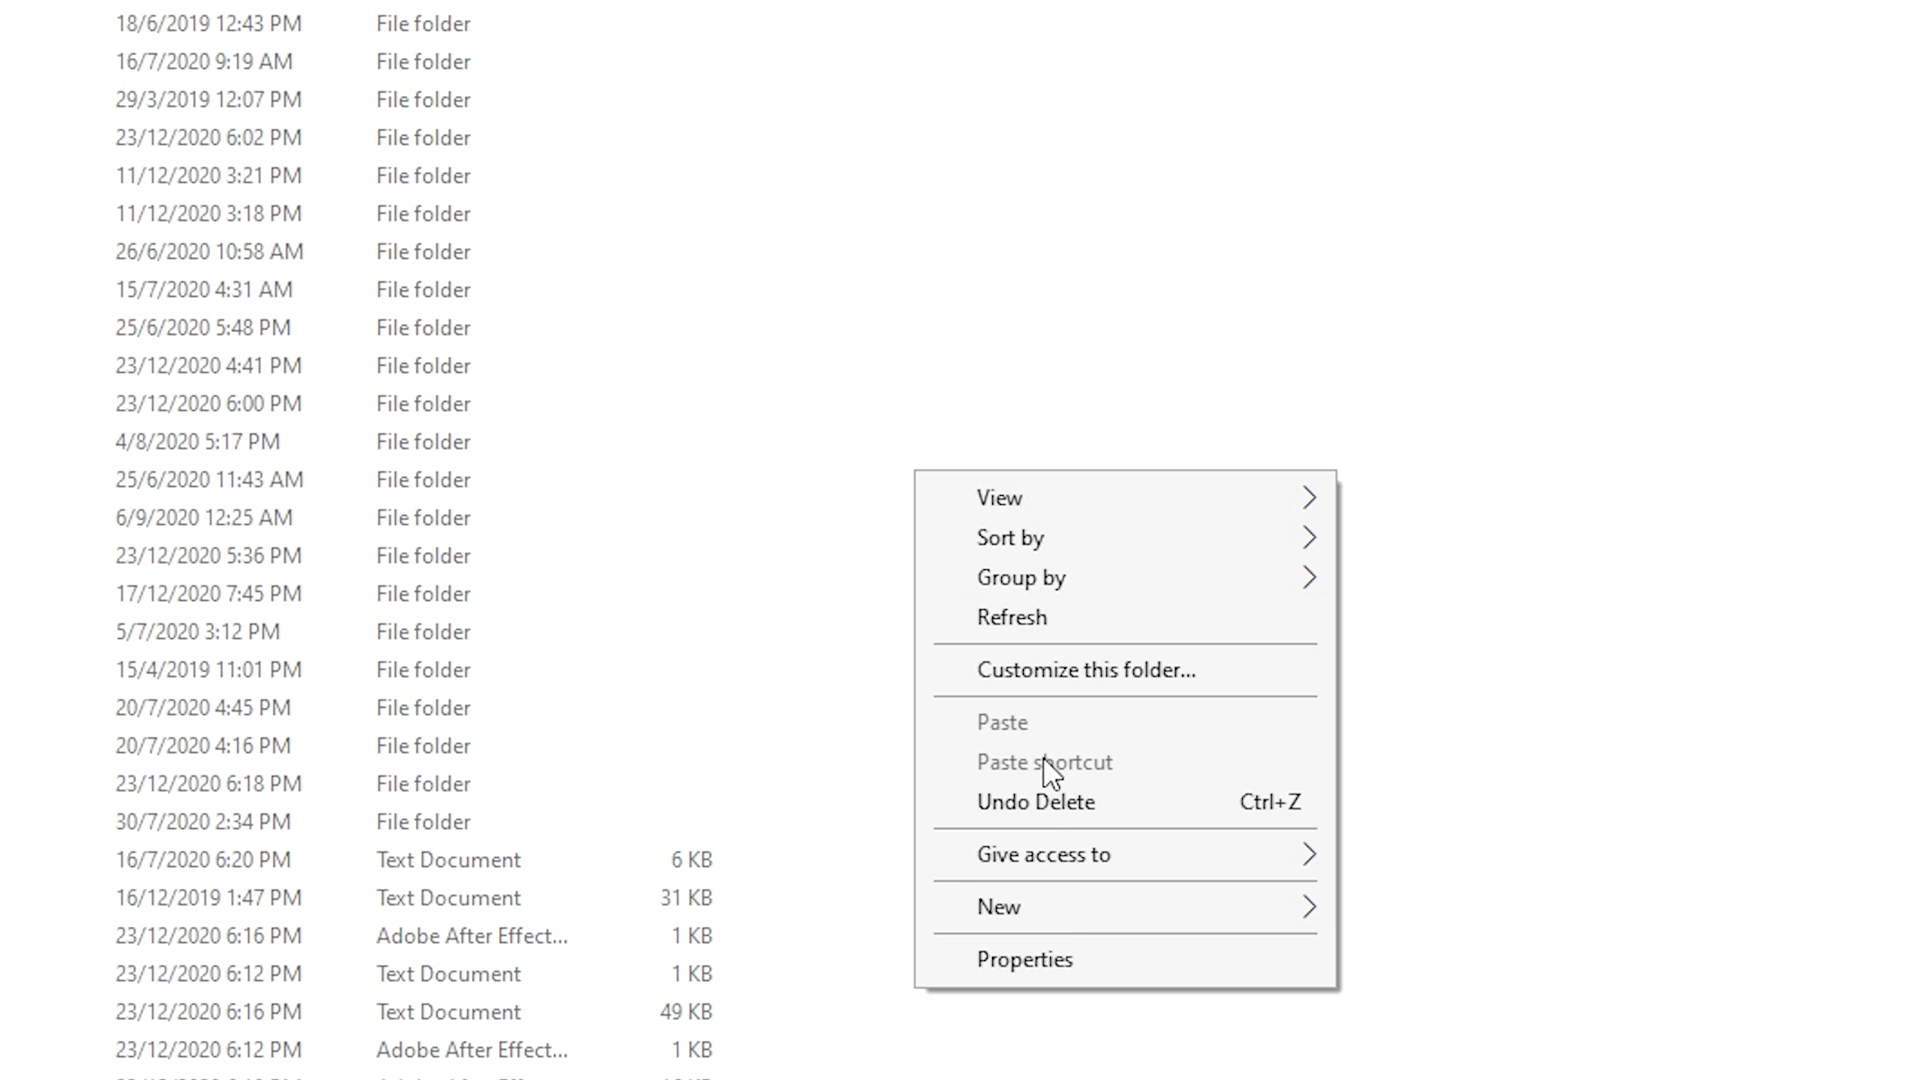 18/6/2019 12:43 PM File folder
16/7/2020 9:19 AM File folder
29/3/2019 12:07 PM File folder
23/12/2020 6:02 PM File folder
11/12/2020 3:21 PM File folder
11/12/2020 3:18 PM File folder
26/6/2020 10:58 AM File folder
15/7/2020 4:31 AM File folder
25/6/2020 5:48 PM File folder
23/12/2020 4:41 PM File folder
23/12/2020 6:00 PM File folder
4/8/2020 5:17 PM File folder
25/6/2020 11:43 AM File folder
6/9/2020 12:25 AM File folder
23/12/2020 5:36 PM File folder
17/12/2020 7:45 PM File folder
5/7/2020 3:12 PM File folder
15/4/2019 11:01 PM File folder
20/7/2020 4:45 PM File folder
20/7/2020 4:16 PM File folder
23/12/2020 6:18 PM File folder
30/7/2020 2:34 PM File folder
16/7/2020 6:20 PM Text Document 6 KB
16/12/2019 1:47 PM Text Document 31 KB
23/12/2020 6:16 PM Adobe After Effect... 1 KB
23/12/2020 6:12 PM Text Document 1 KB
23/12/2020 6:16 PM Text Document 49 KB
23/12/2020 6:12 PM Adobe After Effect... 1 KB
View
Sort by
Group by
Refresh
Customize this folder...
Paste
Paste shortcut
Undo Delete Ctrl+Z
Give access to
New
Properties